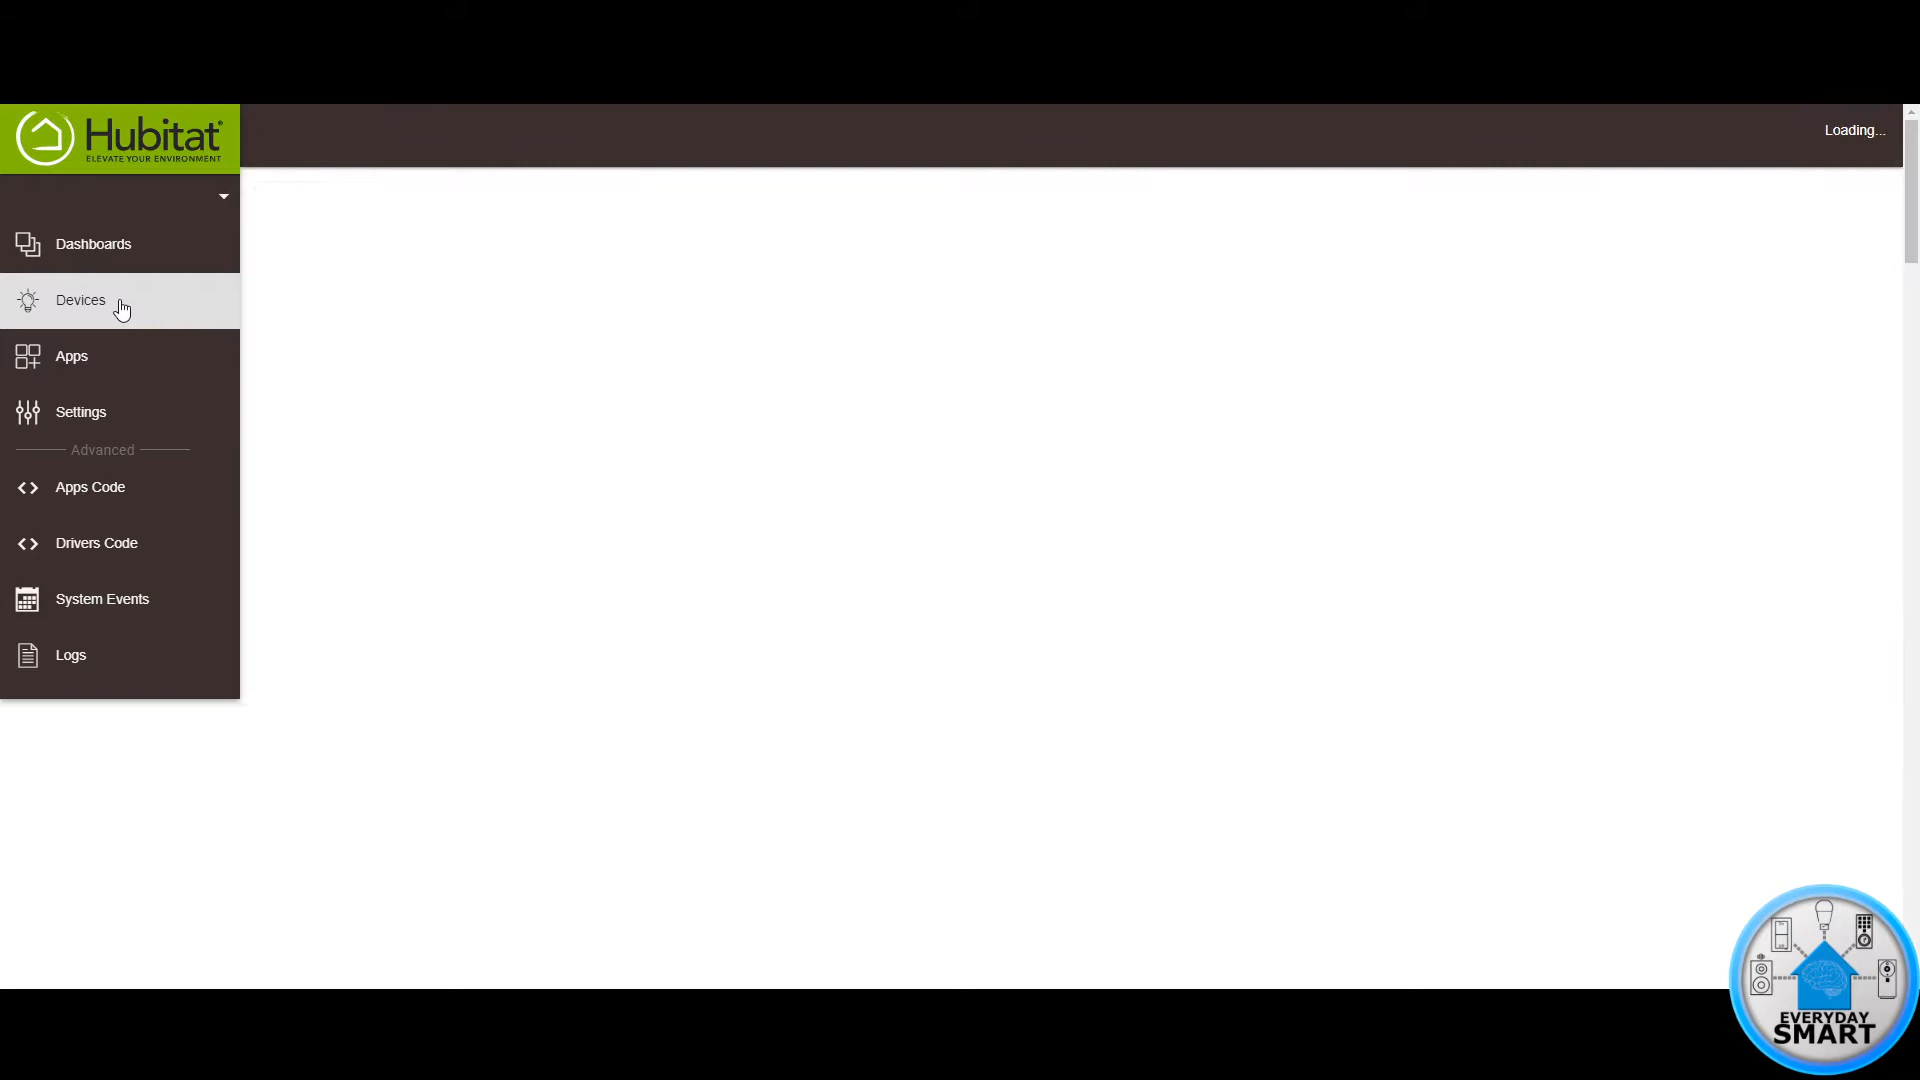 Hubitat®
ELEVATE YOUR ENVIRONMENT
Loading...
Dashboards
Devices
Apps
Settings
Advanced
Apps Code
Drivers Code
System Events
Logs
EVERYDAY
SMART